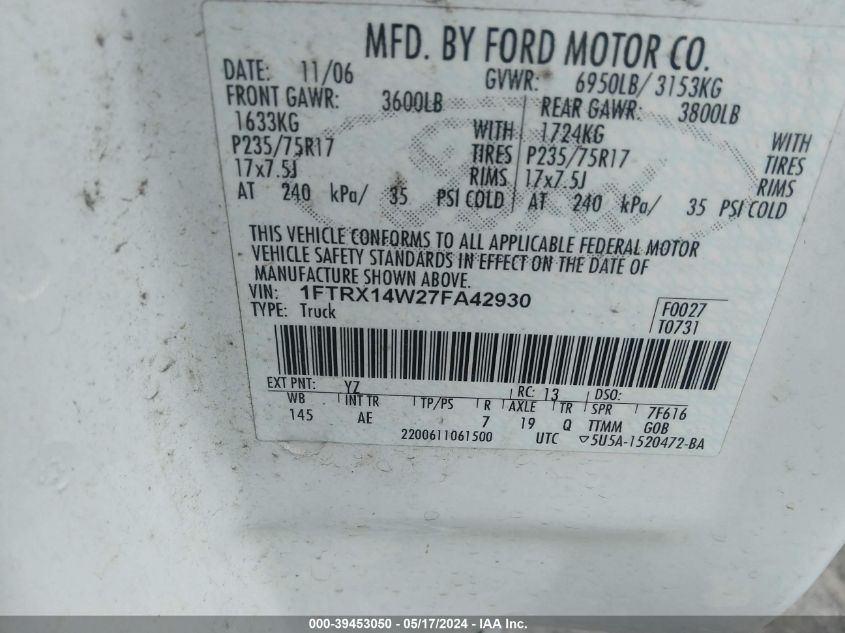 MFD. BY FORD MOTOR CO.
DATE: 11/06 GVWR: 6950LB/ 3153KG
FRONT GAWR: 3600LB REAR GAWR: 3800LB
1633KG WITH 1724KG WITH
P235/75R17 TIRES P235/75R17 TIRES
17x7.5J RIMS 17x7.5J RIMS
AT 240 kPa/ 35 PSI COLD AT 240 kPa/ 35 PSI COLD
THIS VEHICLE CONFORMS TO ALL APPLICABLE FEDERAL MOTOR
VEHICLE SAFETY STANDARDS IN EFFECT ON THE DATE OF
MANUFACTURE SHOWN ABOVE.
VIN: 1FTRX14W27FA42930 F0027
TYPE: Truck T0731
EXT PNT: YZ RC: 13 DSO:
WB INT TR TP/PS R AXLE TR SPR 7F616
145 AE 7 19 Q TTMM GOB
2200611061500 UTC ▽5U5A-1520472-BA
000-39453050 - 05/17/2024 - IAA Inc.